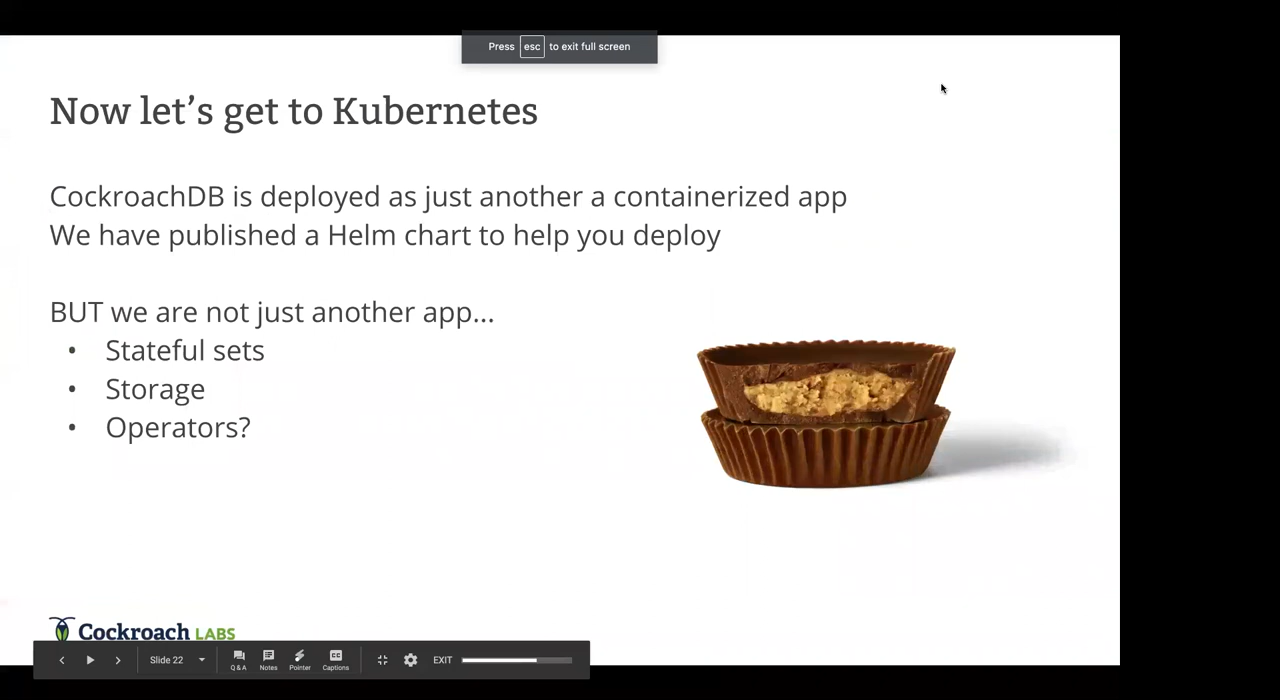 Press esc to exit full screen
Now let’s get to Kubernetes
CockroachDB is deployed as just another a containerized app
We have published a Helm chart to help you deploy
BUT we are not just another app...
• Stateful sets
• Storage
• Operators?
Cockroach LABS
Slide 22
Q & A
Notes
Pointer
Captions
EXIT